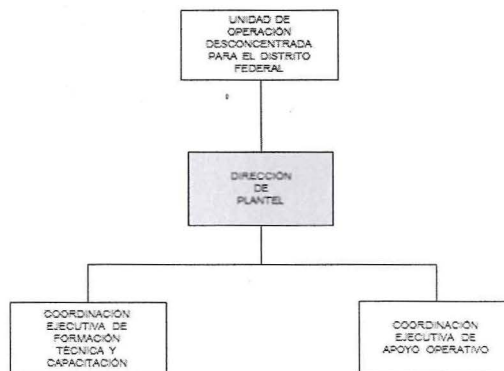 UNIDAD DE
OPERACIÓN
DESCONCENTRADA
PARA EL DISTRITO
FEDERAL
DIRECCIÓN
DE
PLANTEL
COORDINACIÓN
EJECUTIVA DE
FORMACIÓN
TÉCNICA Y
CAPACITACIÓN
COORDINACIÓN
EJECUTIVA DE
APOYO OPERATIVO